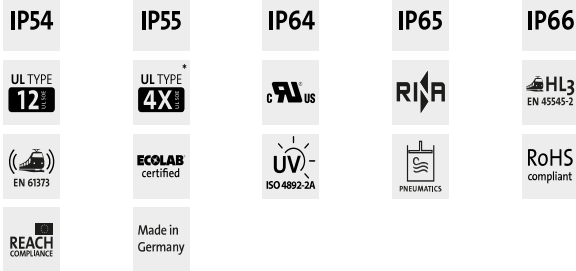 IP54
IP55
IP64
IP65
IP66
UL TYPE
12
UL 50E
UL TYPE *
4X
UL 50E
c RU us
RINA
HL3
EN 45545-2
EN 61373
ECOLAB®
certified
UV
ISO 4892-2A
PNEUMATICS
RoHS
compliant
REACH
COMPLIANCE
Made in
Germany